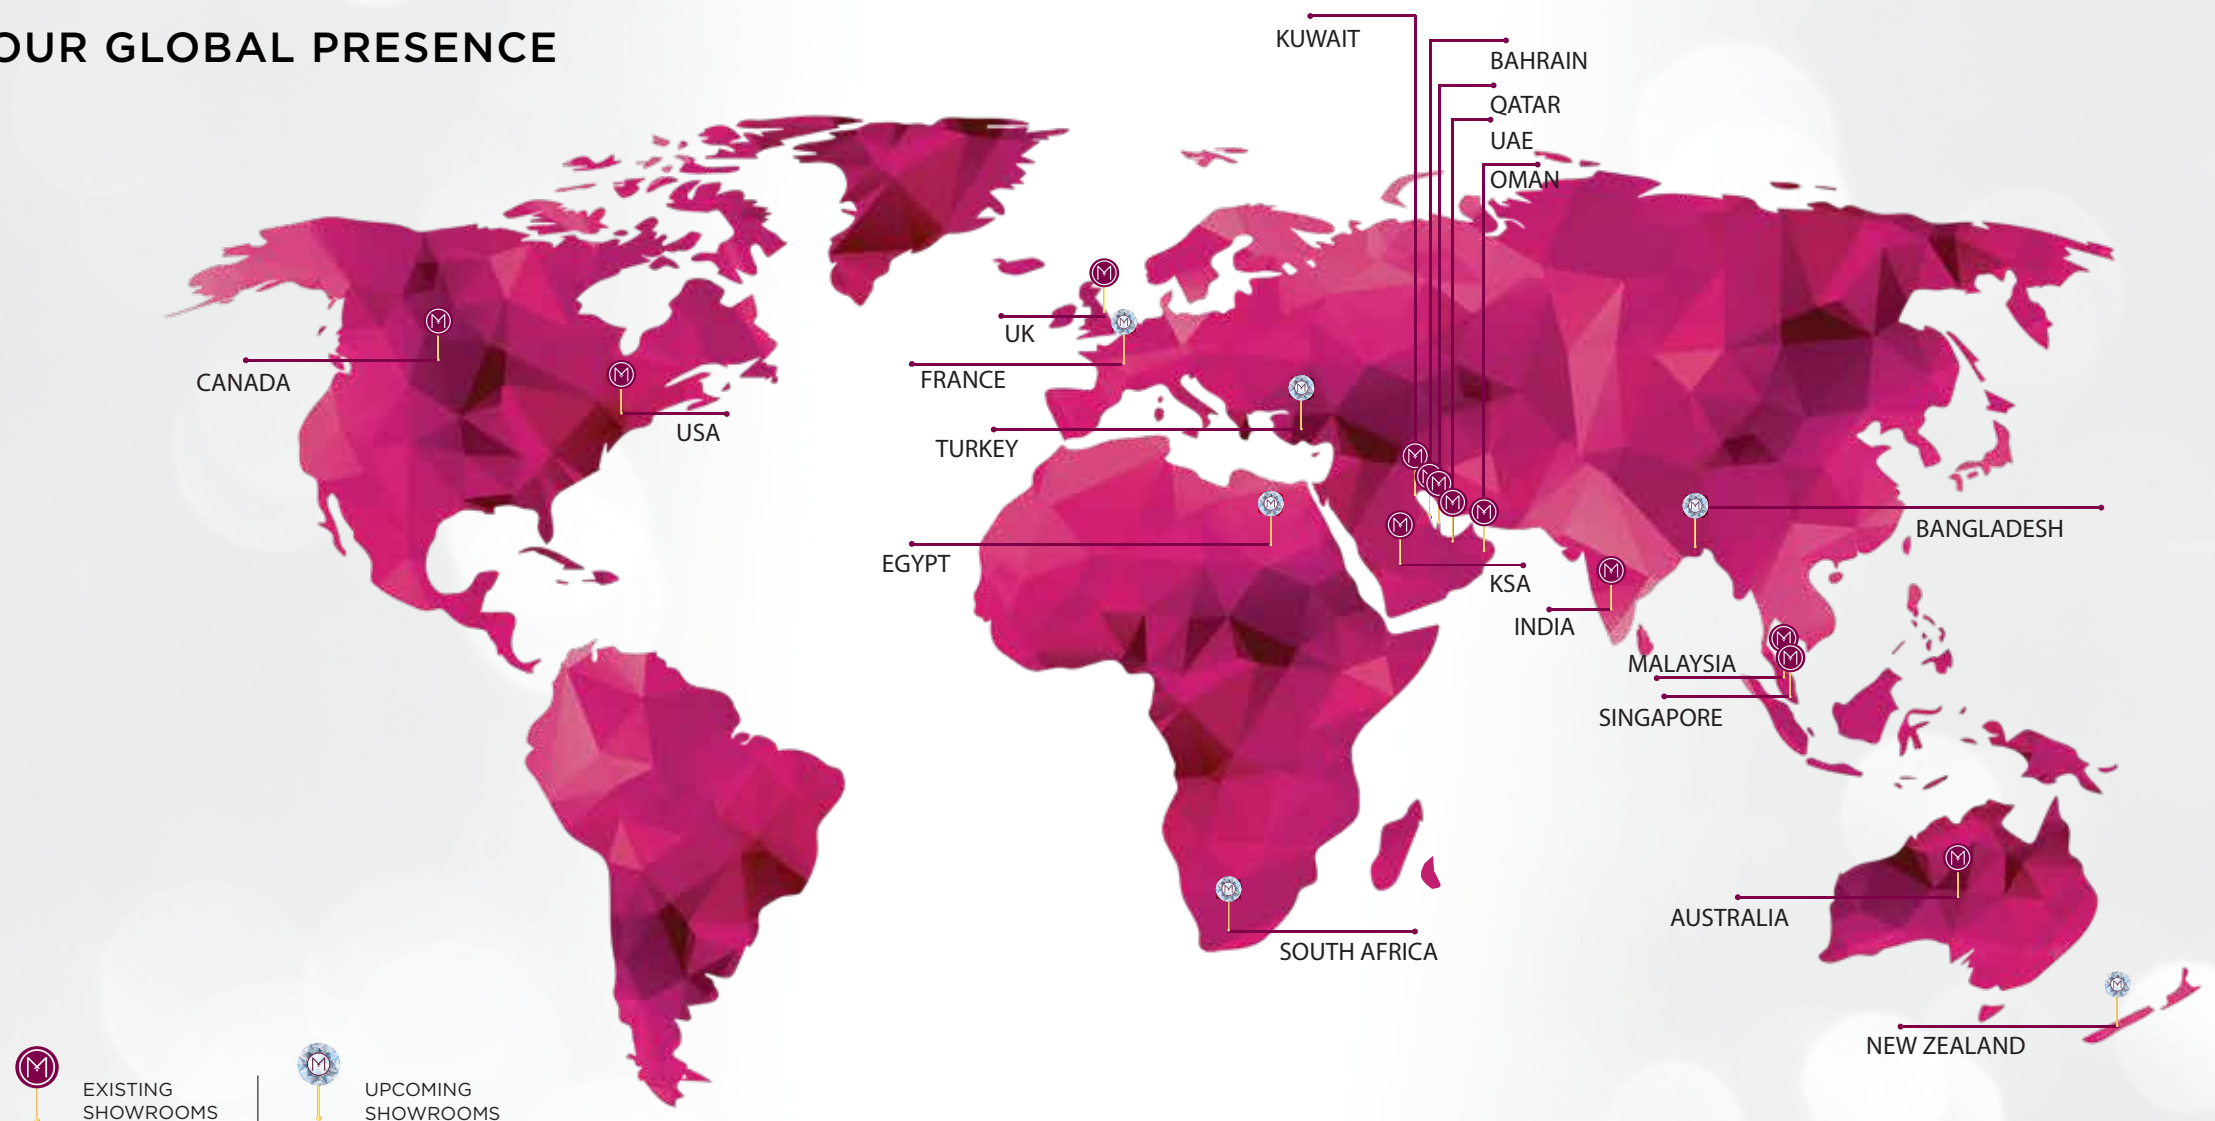 OUR GLOBAL PRESENCE
KUWAIT
BAHRAIN
QATAR
UAE
OMAN
UK
FRANCE
CANADA
USA
TURKEY
EGYPT
BANGLADESH
KSA
INDIA
MALAYSIA
SINGAPORE
AUSTRALIA
SOUTH AFRICA
NEW ZEALAND
EXISTING
SHOWROOMS
UPCOMING
SHOWROOMS